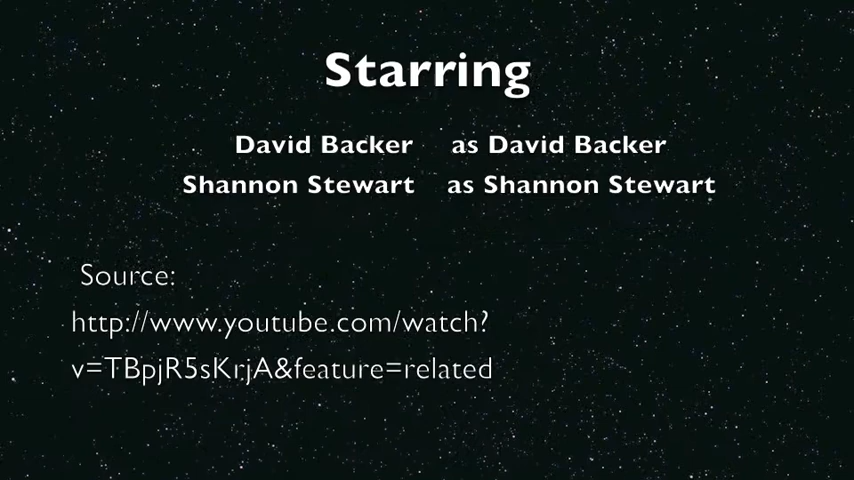 Starring
David Backer as David Backer
Shannon Stewart as Shannon Stewart
Source:
http://www.youtube.com/watch?
v=TBpjR5sKrjA&feature=related